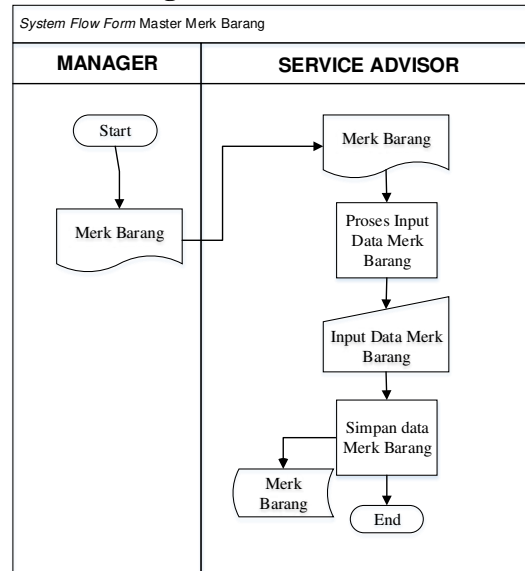 System Flow Form Master Merk Barang
MANAGER
SERVICE ADVISOR
Start
Merk Barang
Merk Barang
Proses Input
Data Merk
Barang
Input Data Merk
Barang
Simpan data
Merk Barang
Merk
Barang
End